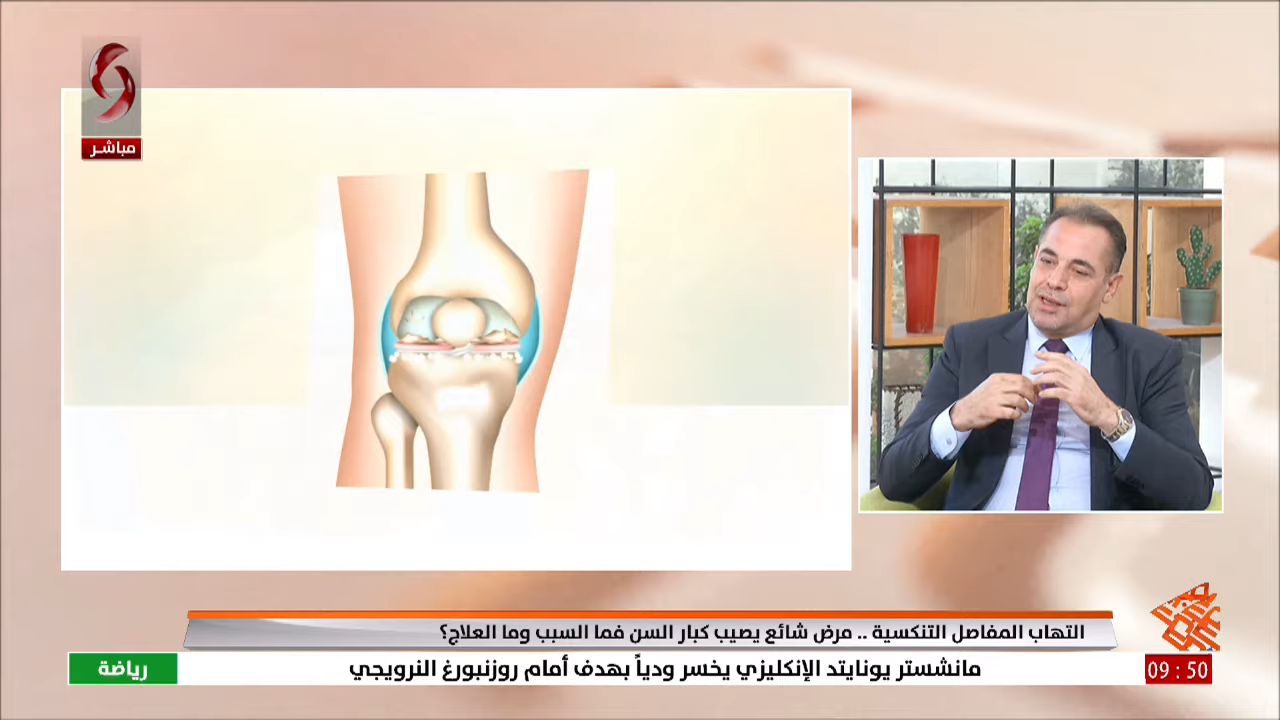 مباشر
التهاب المفاصل التنكسية .. مرض شائع يصيب كبار السن فما السبب وما العلاج؟
مانشستر يونايتد الإنكليزي يخسر ودياً بهدف أمام روزنبورغ النرويجي
رياضة
09 : 50